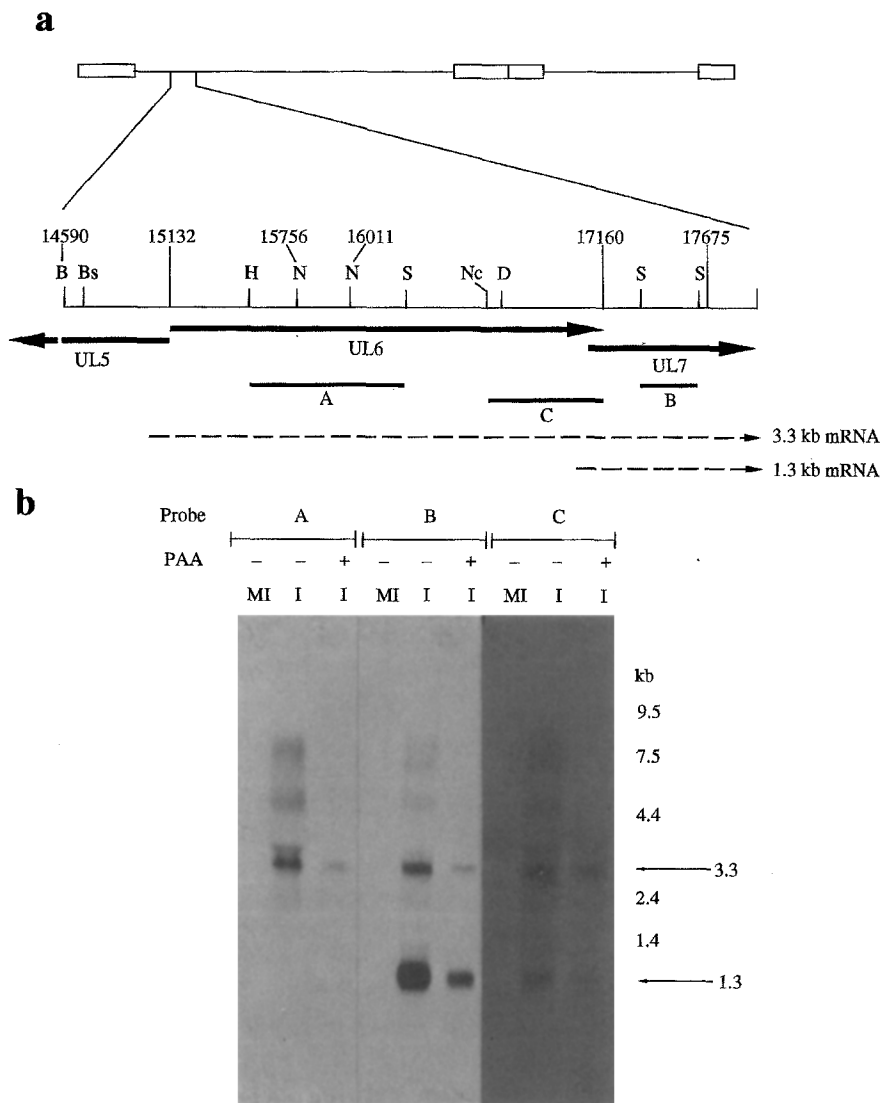 a
14590 15132 15756 16011 17160 17675
B Bs H N N S Nc D S S
UL5 UL6 UL7
A C B
3.3 kb mRNA
1.3 kb mRNA
b
Probe A B C
PAA – – + – – + – – +
MI I I MI I I MI I I
kb
9.5
7.5
4.4
3.3
2.4
1.4
1.3